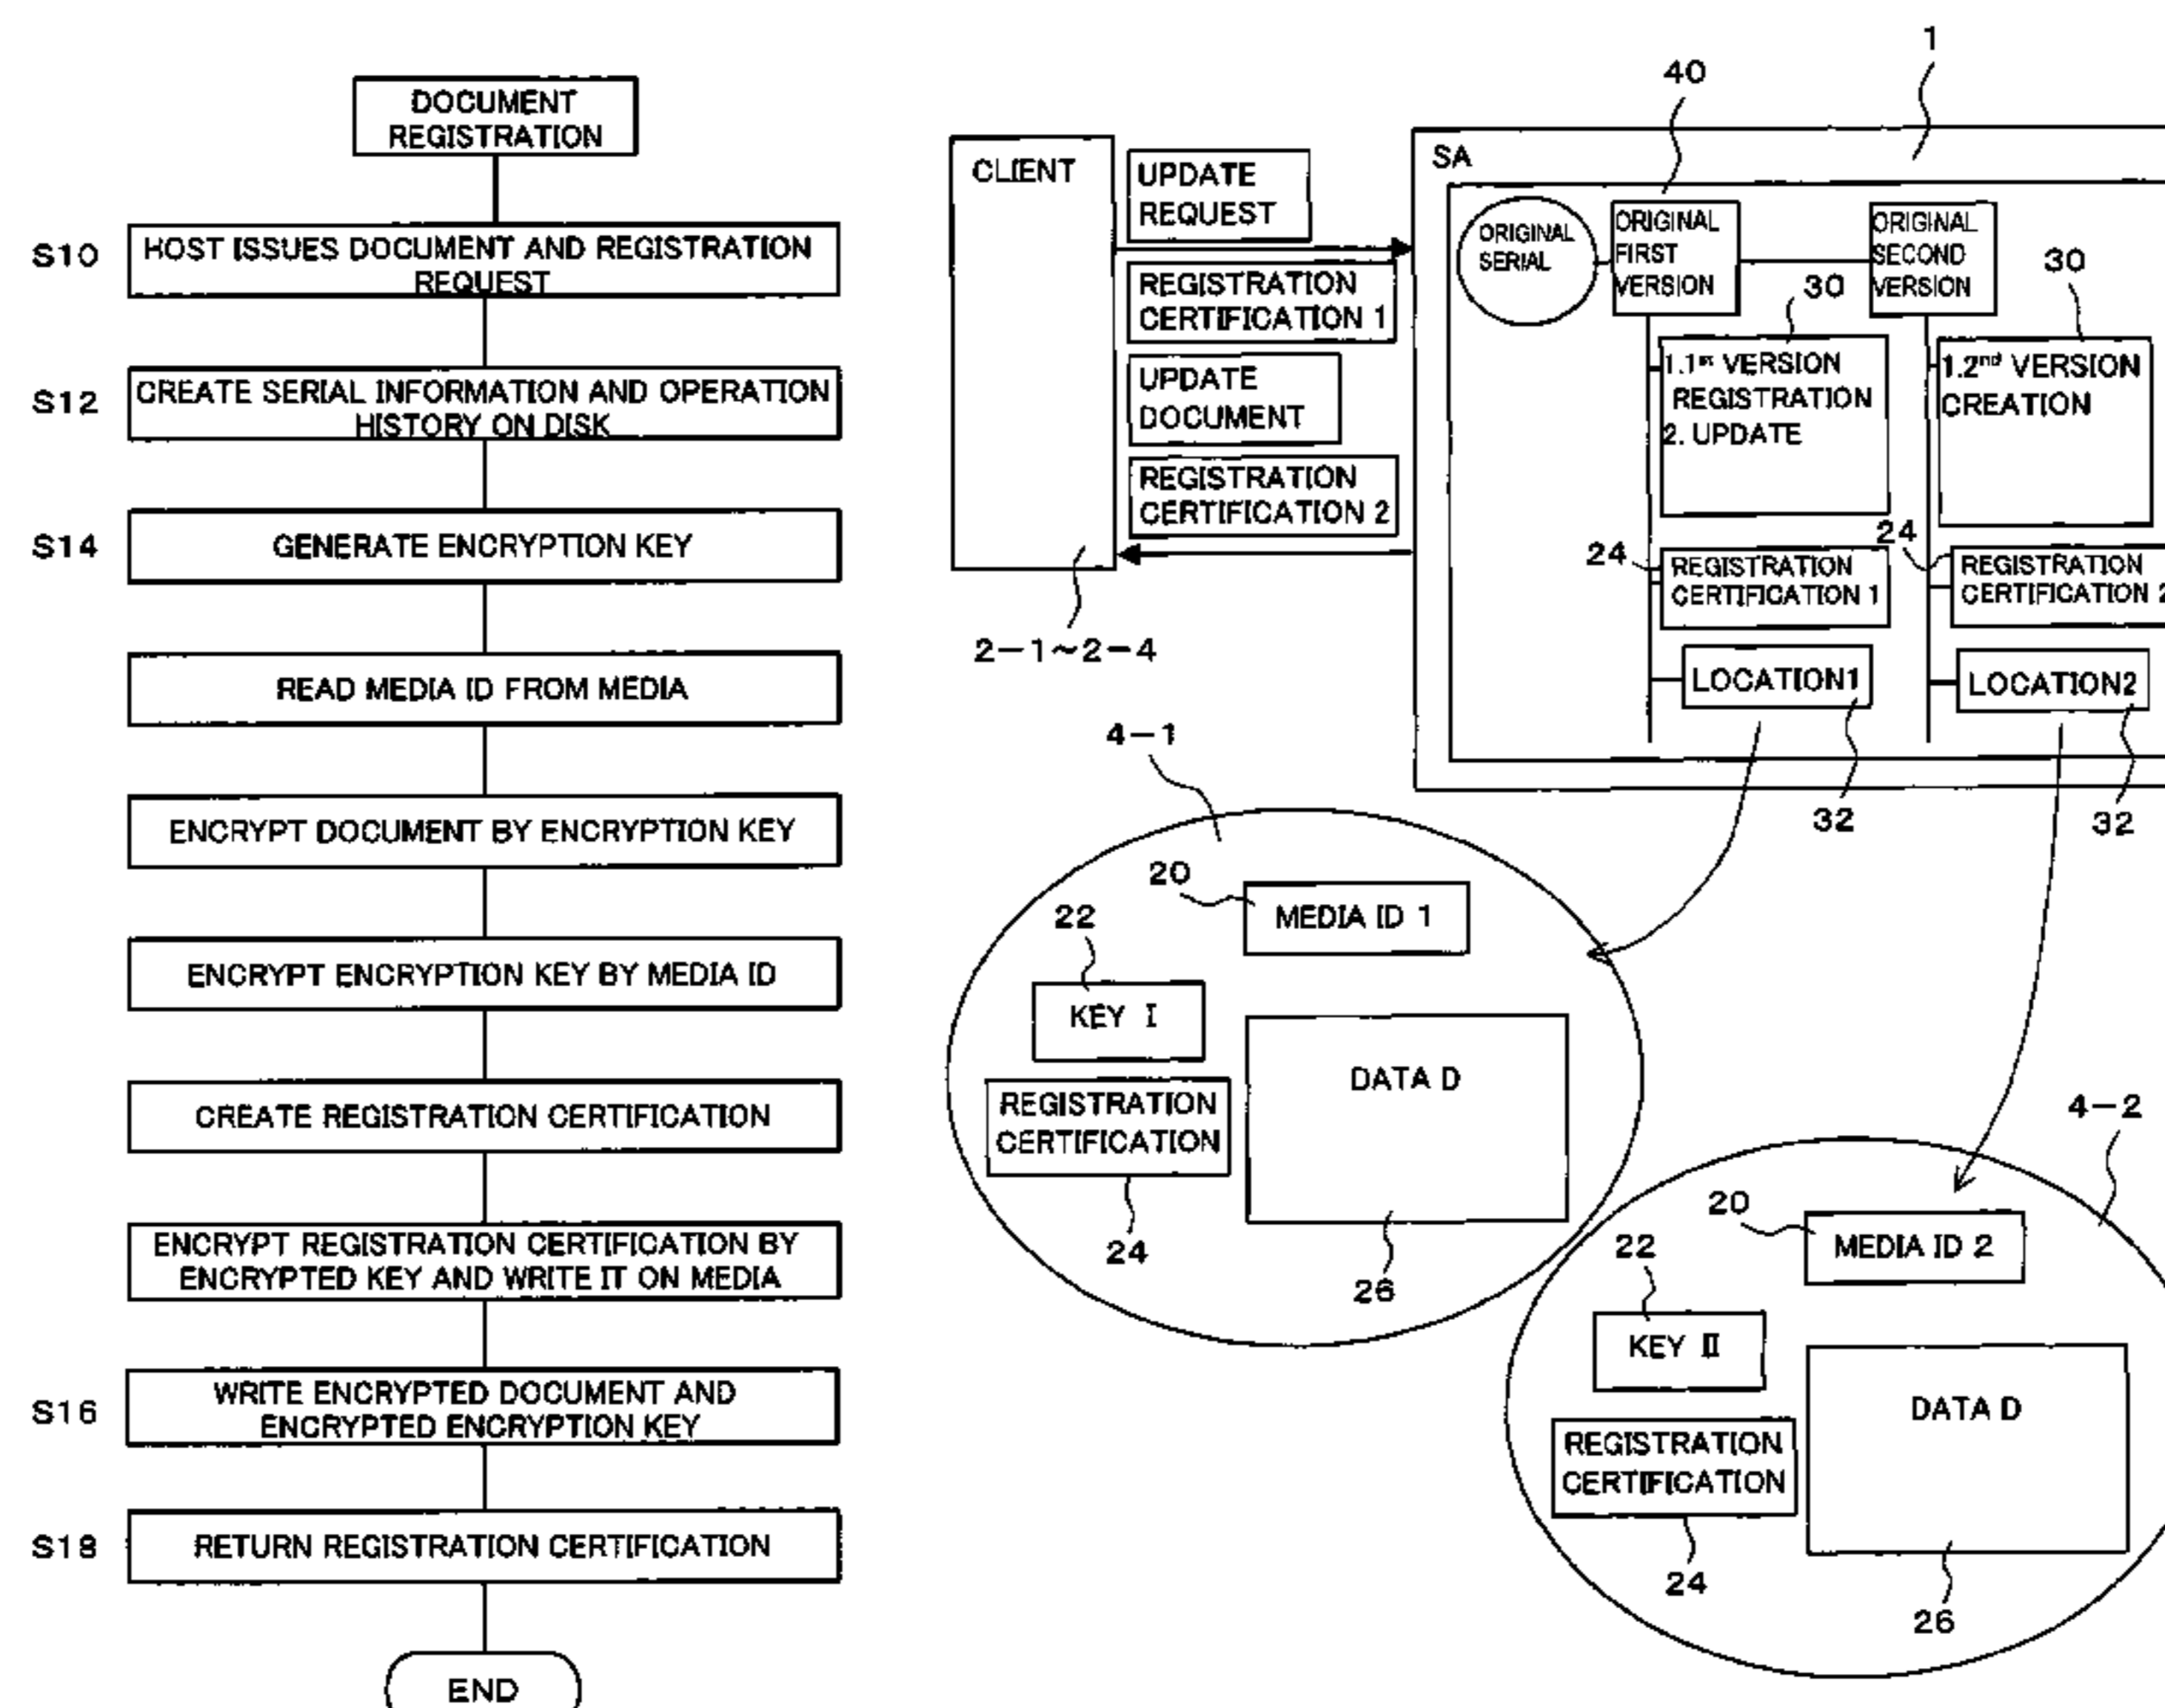 DOCUMENT
REGISTRATION
S10
HOST ISSUES DOCUMENT AND REGISTRATION
REQUEST
S12
CREATE SERIAL INFORMATION AND OPERATION
HISTORY ON DISK
S14
GENERATE ENCRYPTION KEY
READ MEDIA ID FROM MEDIA
ENCRYPT DOCUMENT BY ENCRYPTION KEY
ENCRYPT ENCRYPTION KEY BY MEDIA ID
CREATE REGISTRATION CERTIFICATION
ENCRYPT REGISTRATION CERTIFICATION BY
ENCRYPTED KEY AND WRITE IT ON MEDIA
S16
WRITE ENCRYPTED DOCUMENT AND
ENCRYPTED ENCRYPTION KEY
S18
RETURN REGISTRATION CERTIFICATION
END
1
40
CLIENT
UPDATE
REQUEST
REGISTRATION
CERTIFICATION 1
UPDATE
DOCUMENT
REGISTRATION
CERTIFICATION 2
2-1~2-4
SA
ORIGINAL
SERIAL
ORIGINAL
FIRST
VERSION
ORIGINAL
SECOND
VERSION
30
30
1.1st VERSION
REGISTRATION
2. UPDATE
1.2nd VERSION
CREATION
24
REGISTRATION
CERTIFICATION 1
24
REGISTRATION
CERTIFICATION 2
LOCATION1
LOCATION2
32
32
4-1
20
MEDIA ID 1
22
KEY I
DATA D
REGISTRATION
CERTIFICATION
24
26
4-2
20
MEDIA ID 2
22
KEY II
DATA D
REGISTRATION
CERTIFICATION
24
26